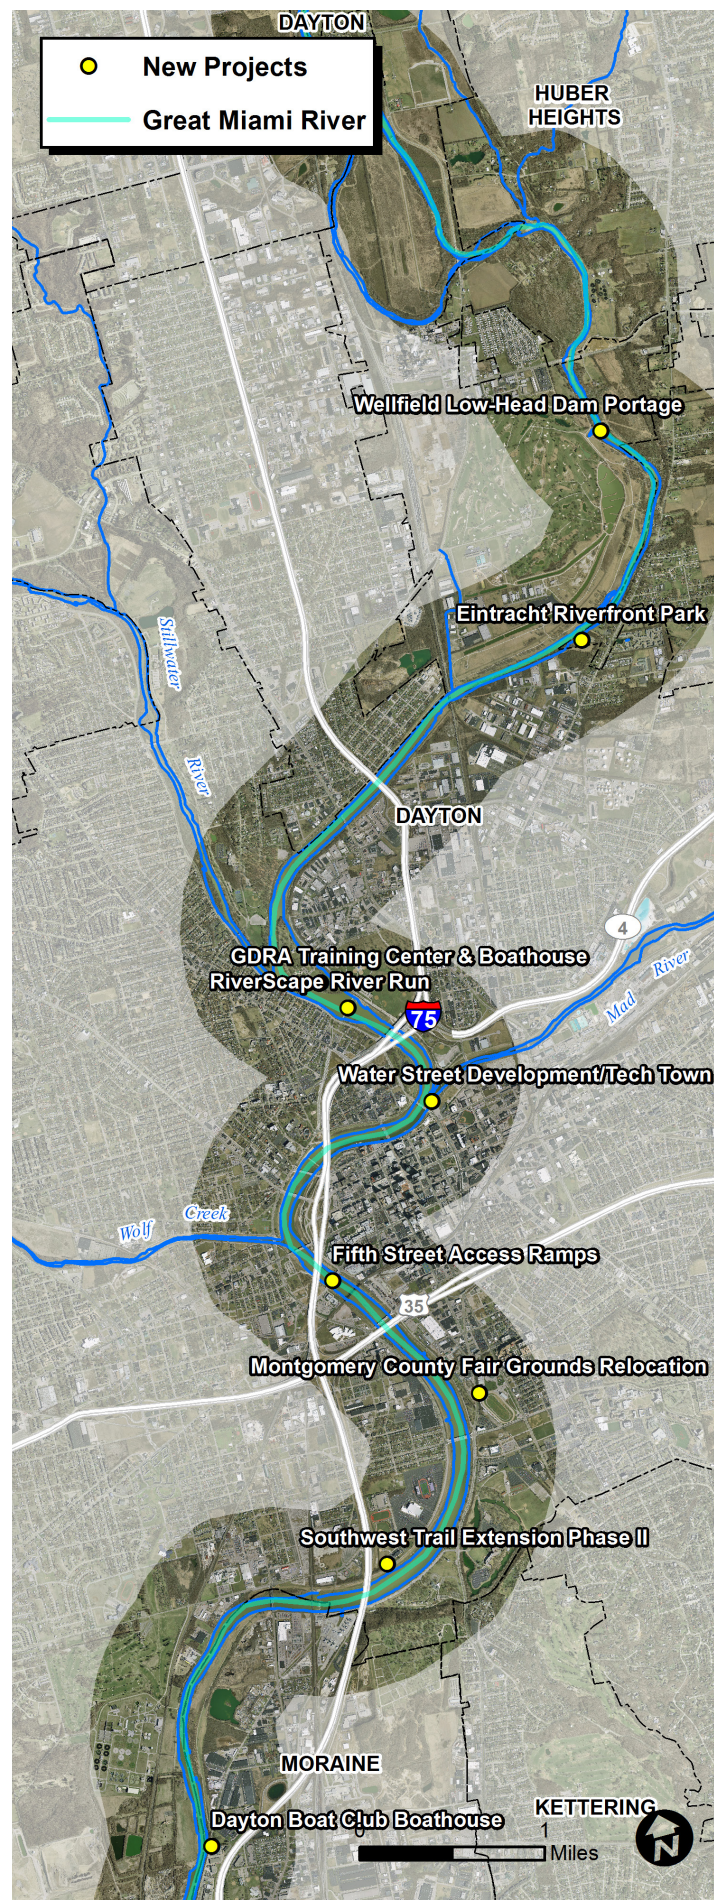 DAYTON
New Projects
Great Miami River
HUBER
HEIGHTS
Wellfield Low-Head Dam Portage
Eintracht Riverfront Park
Stillwater
River
DAYTON
4
GDRA Training Center & Boathouse
RiverScape River Run
Mad River
75
Water Street Development/Tech Town
Wolf Creek
Fifth Street Access Ramps
35
Montgomery County Fair Grounds Relocation
Southwest Trail Extension Phase II
MORAINE
KETTERING
Dayton Boat Club Boathouse
0 1
Miles
N